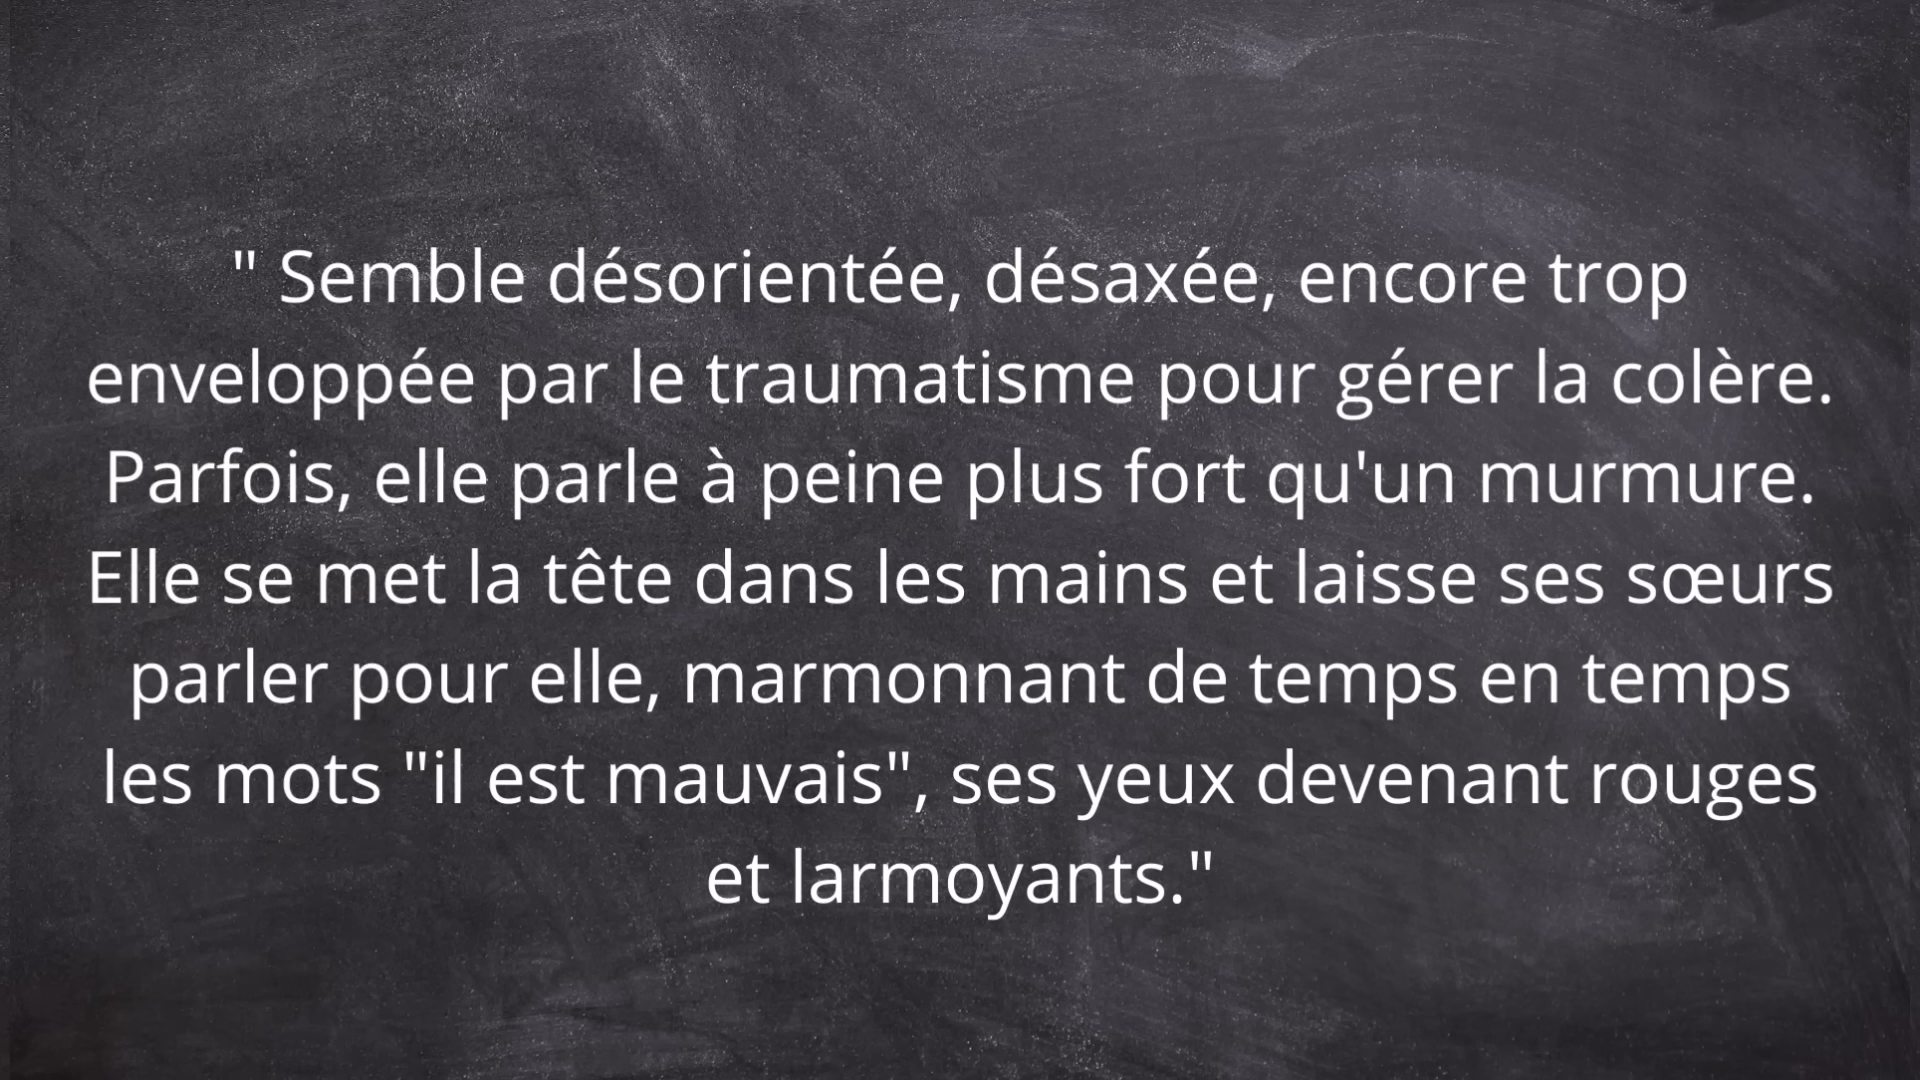 " Semble désorientée, désaxée, encore trop
enveloppée par le traumatisme pour gérer la colère.
Parfois, elle parle à peine plus fort qu'un murmure.
Elle se met la tête dans les mains et laisse ses sœurs
parler pour elle, marmonnant de temps en temps
les mots "il est mauvais", ses yeux devenant rouges
et larmoyants."